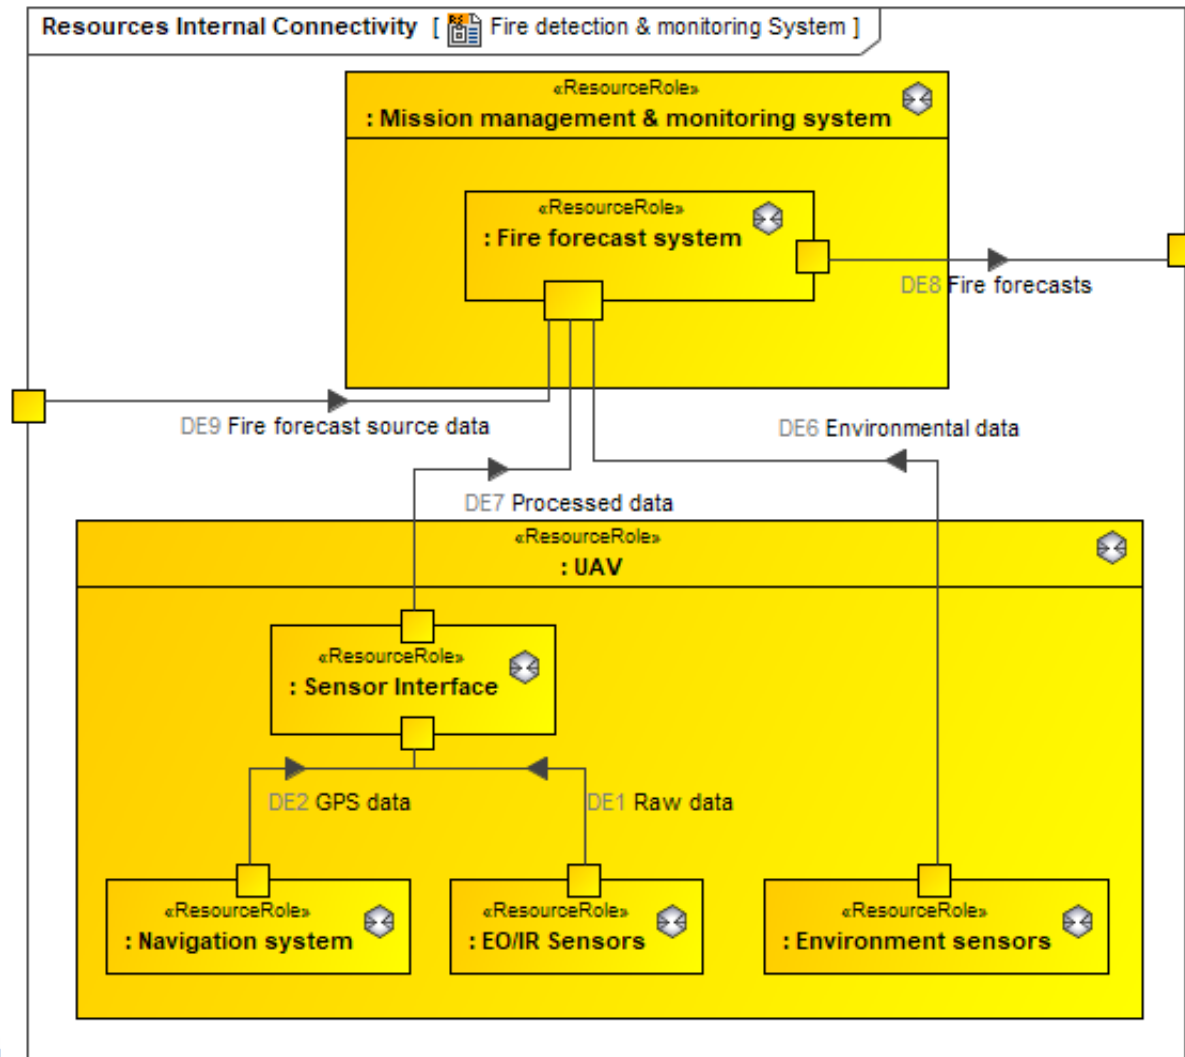 Resources Internal Connectivity [ RS Fire detection & monitoring System ]
«ResourceRole»
: Mission management & monitoring system
«ResourceRole»
: Fire forecast system
DE8 Fire forecasts
DE9 Fire forecast source data
DE6 Environmental data
DE7 Processed data
«ResourceRole»
: UAV
«ResourceRole»
: Sensor Interface
DE2 GPS data
DE1 Raw data
«ResourceRole»
: Navigation system
«ResourceRole»
: EO/IR Sensors
«ResourceRole»
: Environment sensors